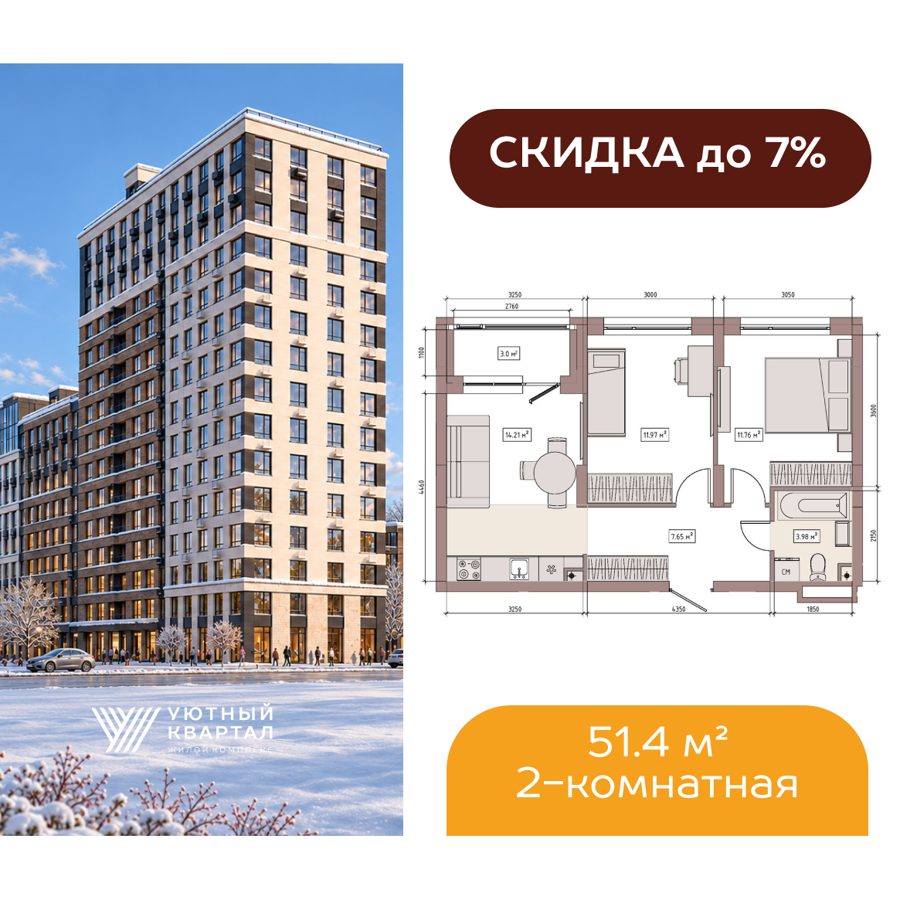 СКИДКА до 7%
3250
3000
3050
2760
1100
3.0 м²
3600
14.21 м²
11.97 м²
11.76 м²
4460
7.65 м²
3.98 м²
2150
СМ
3250
4350
1850
УЮТНЫЙ
КВАРТАЛ
ЖИЛОЙ КОМПЛЕКС
51.4 м²
2-комнатная